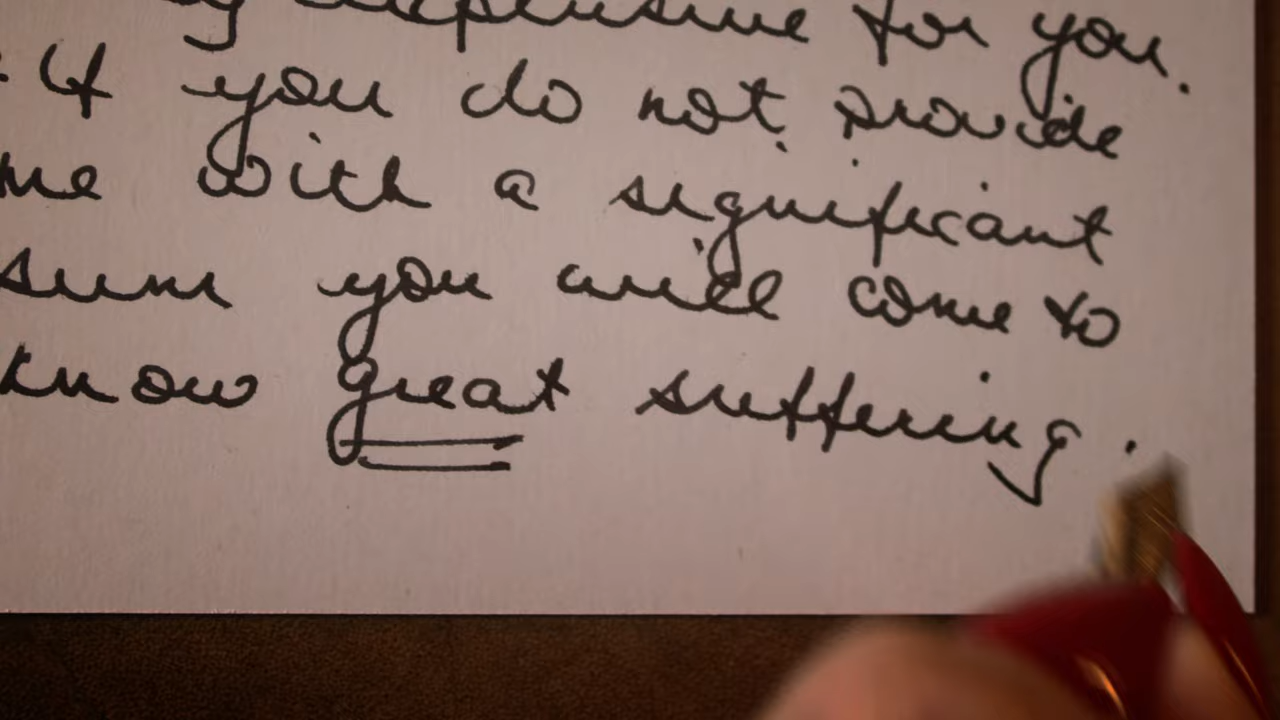 expensive for you.
If you do not provide
me with a significant
sum you will come to
know great suffering.